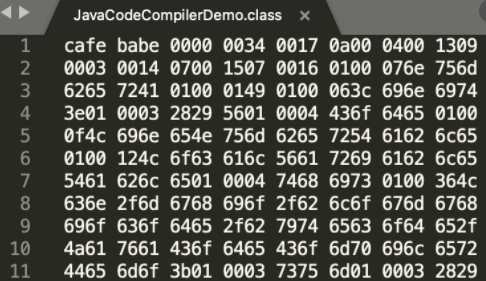 JavaCodeCompilerDemo.class ×
1 cafe babe 0000 0034 0017 0a00 0400 1309
2 0003 0014 0700 1507 0016 0100 076e 756d
3 6265 7241 0100 0149 0100 063c 696e 6974
4 3e01 0003 2829 5601 0004 436f 6465 0100
5 0f4c 696e 654e 756d 6265 7254 6162 6c65
6 0100 124c 6f63 616c 5661 7269 6162 6c65
7 5461 626c 6501 0004 7468 6973 0100 364c
8 636e 2f6d 6768 696f 2f62 6c6f 676d 6768
9 696f 636f 6465 2f62 7974 6563 6f64 652f
10 4a61 7661 436f 6465 436f 6d70 696c 6572
11 4465 6d6f 3b01 0003 7375 6d01 0003 2829